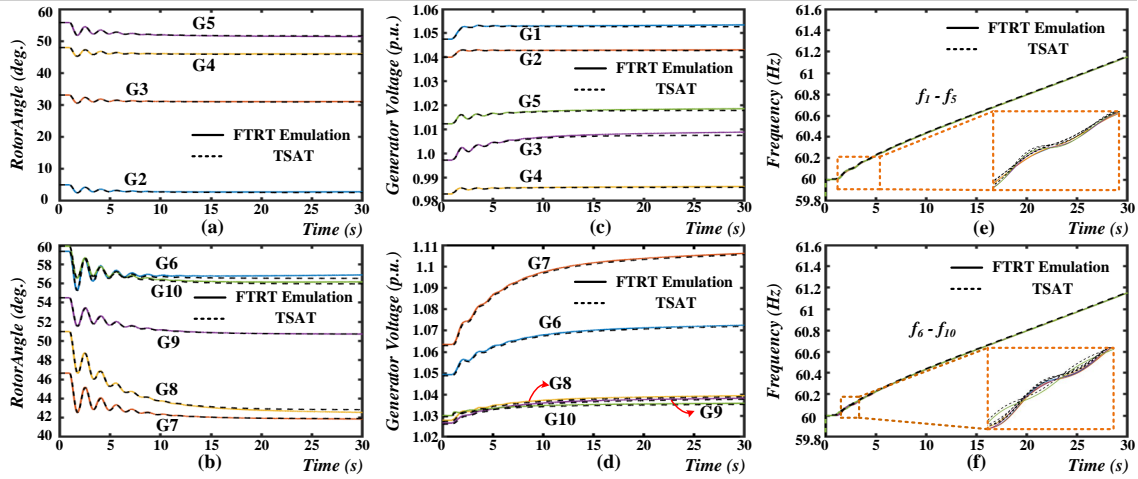 RotorAngle (deg.)
60
50
40
30
20
10
0
G5
G4
G3
FTRT Emulation
TSAT
G2
0 5 10 15 20 25 30
(a) Time (s)
Generator Voltage (p.u.)
1.06
1.05
1.04
1.03
1.02
1.01
1.0
0.99
0.98
G1
G2
FTRT Emulation
TSAT
G5
G3
G4
0 5 10 15 20 25 30
(c) Time (s)
Frequency (Hz)
61.6
61.4
61.2
61
60.8
60.6
60.4
60.2
60
59.8
FTRT Emulation
TSAT
f1 - f5
0 5 10 15 20 25 30
(e) Time (s)
RotorAngle (deg.)
60
58
56
54
52
50
48
46
44
42
40
G6
G10
FTRT Emulation
TSAT
G9
G8
G7
0 5 10 15 20 25 30
(b) Time (s)
Generator Voltage (p.u.)
1.11
1.10
1.09
1.08
1.07
1.06
1.05
1.04
1.03
1.02
G7
FTRT Emulation
TSAT
G6
G8
G10
G9
0 5 10 15 20 25 30
(d) Time (s)
Frequency (Hz)
61.6
61.4
61.2
61
60.8
60.6
60.4
60.2
60
59.8
FTRT Emulation
TSAT
f6 - f10
0 5 10 15 20 25 30
(f) Time (s)